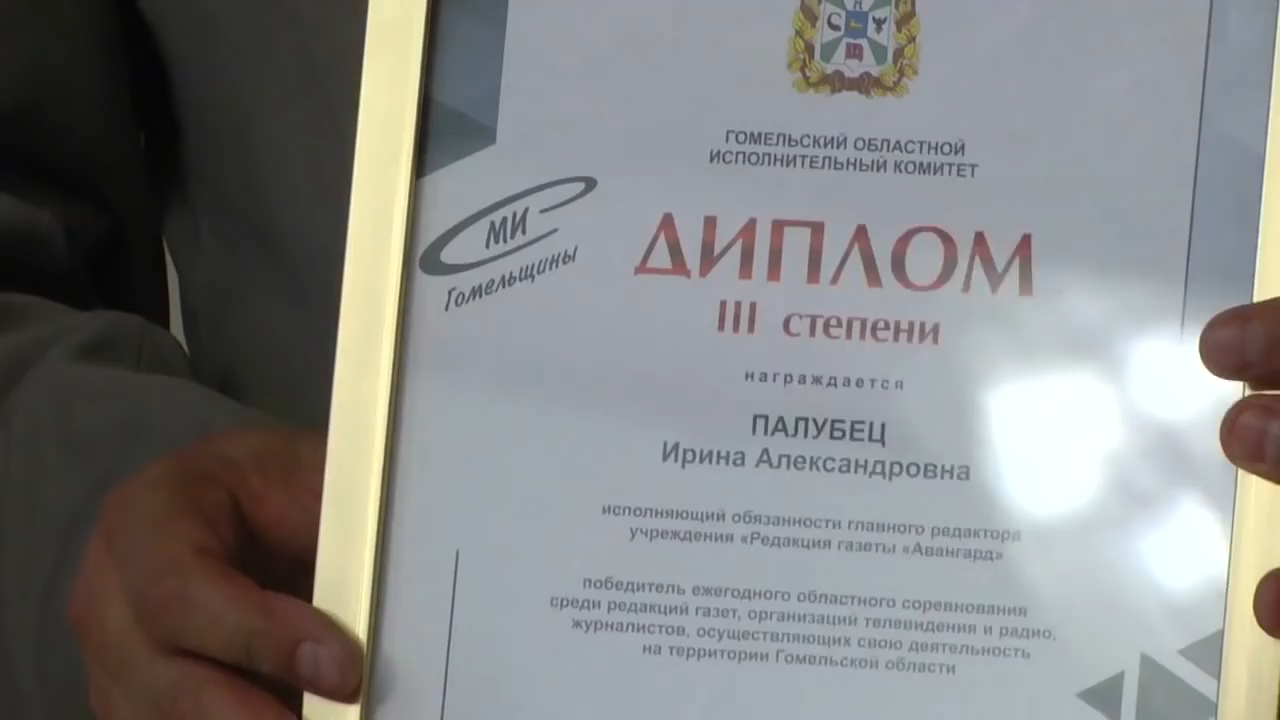 ГОМЕЛЬСКИЙ ОБЛАСТНОЙ
ИСПОЛНИТЕЛЬНЫЙ КОМИТЕТ
СМИ
Гомельщины
ДИПЛОМ
III степени
награждается
ПАЛУБЕЦ
Ирина Александровна
исполняющий обязанности главного редактора
учреждения «Редакция газеты «Авангард»
победитель ежегодного областного соревнования
среди редакций газет, организаций телевидения и радио,
журналистов, осуществляющих свою деятельность
на территории Гомельской области